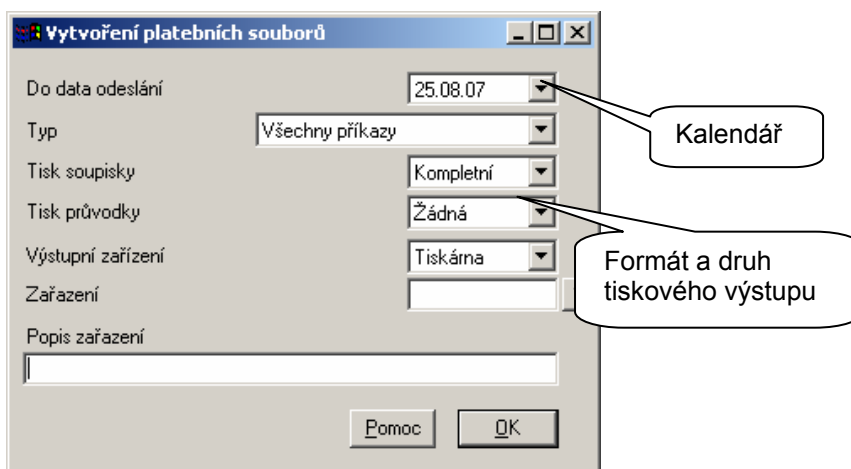 Vytvoření platebních souborů
Do data odeslání 25.08.07
Kalendář
Typ Všechny příkazy
Tisk soupisky Kompletní
Tisk průvodky Žádná
Výstupní zařízení Tiskárna
Formát a druh
tiskového výstupu
Zařazení
Popis zařazení
Pomoc OK